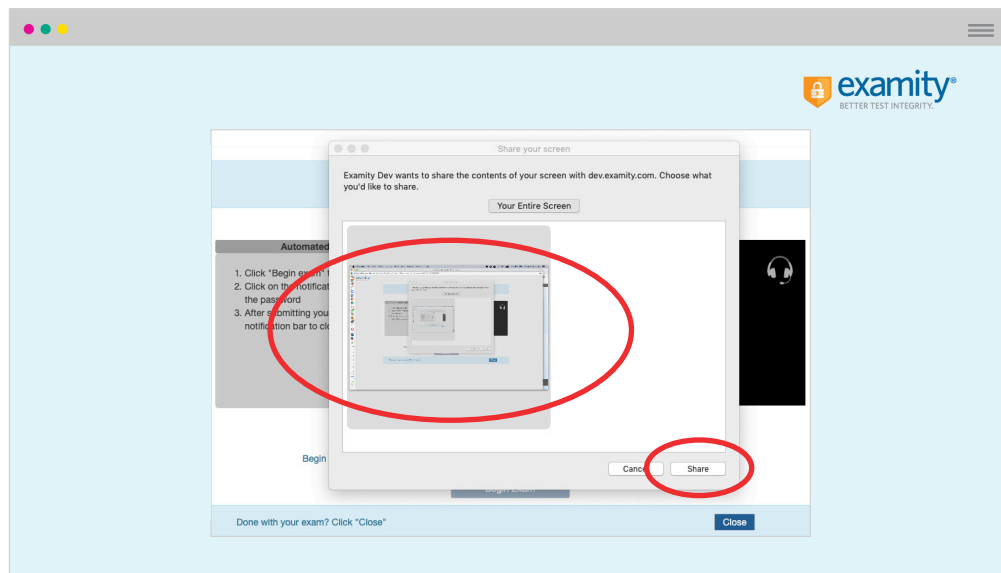 examity®
BETTER TEST INTEGRITY.
Share your screen
Examity Dev wants to share the contents of your screen with dev.examity.com. Choose what
you'd like to share.
Your Entire Screen
Automated
1. Click "Begin exam"
2. Click on the notificat
the password
3. After submitting you
notification bar to clo
Begin
Cancel
Share
Begin Exam
Done with your exam? Click "Close"
Close